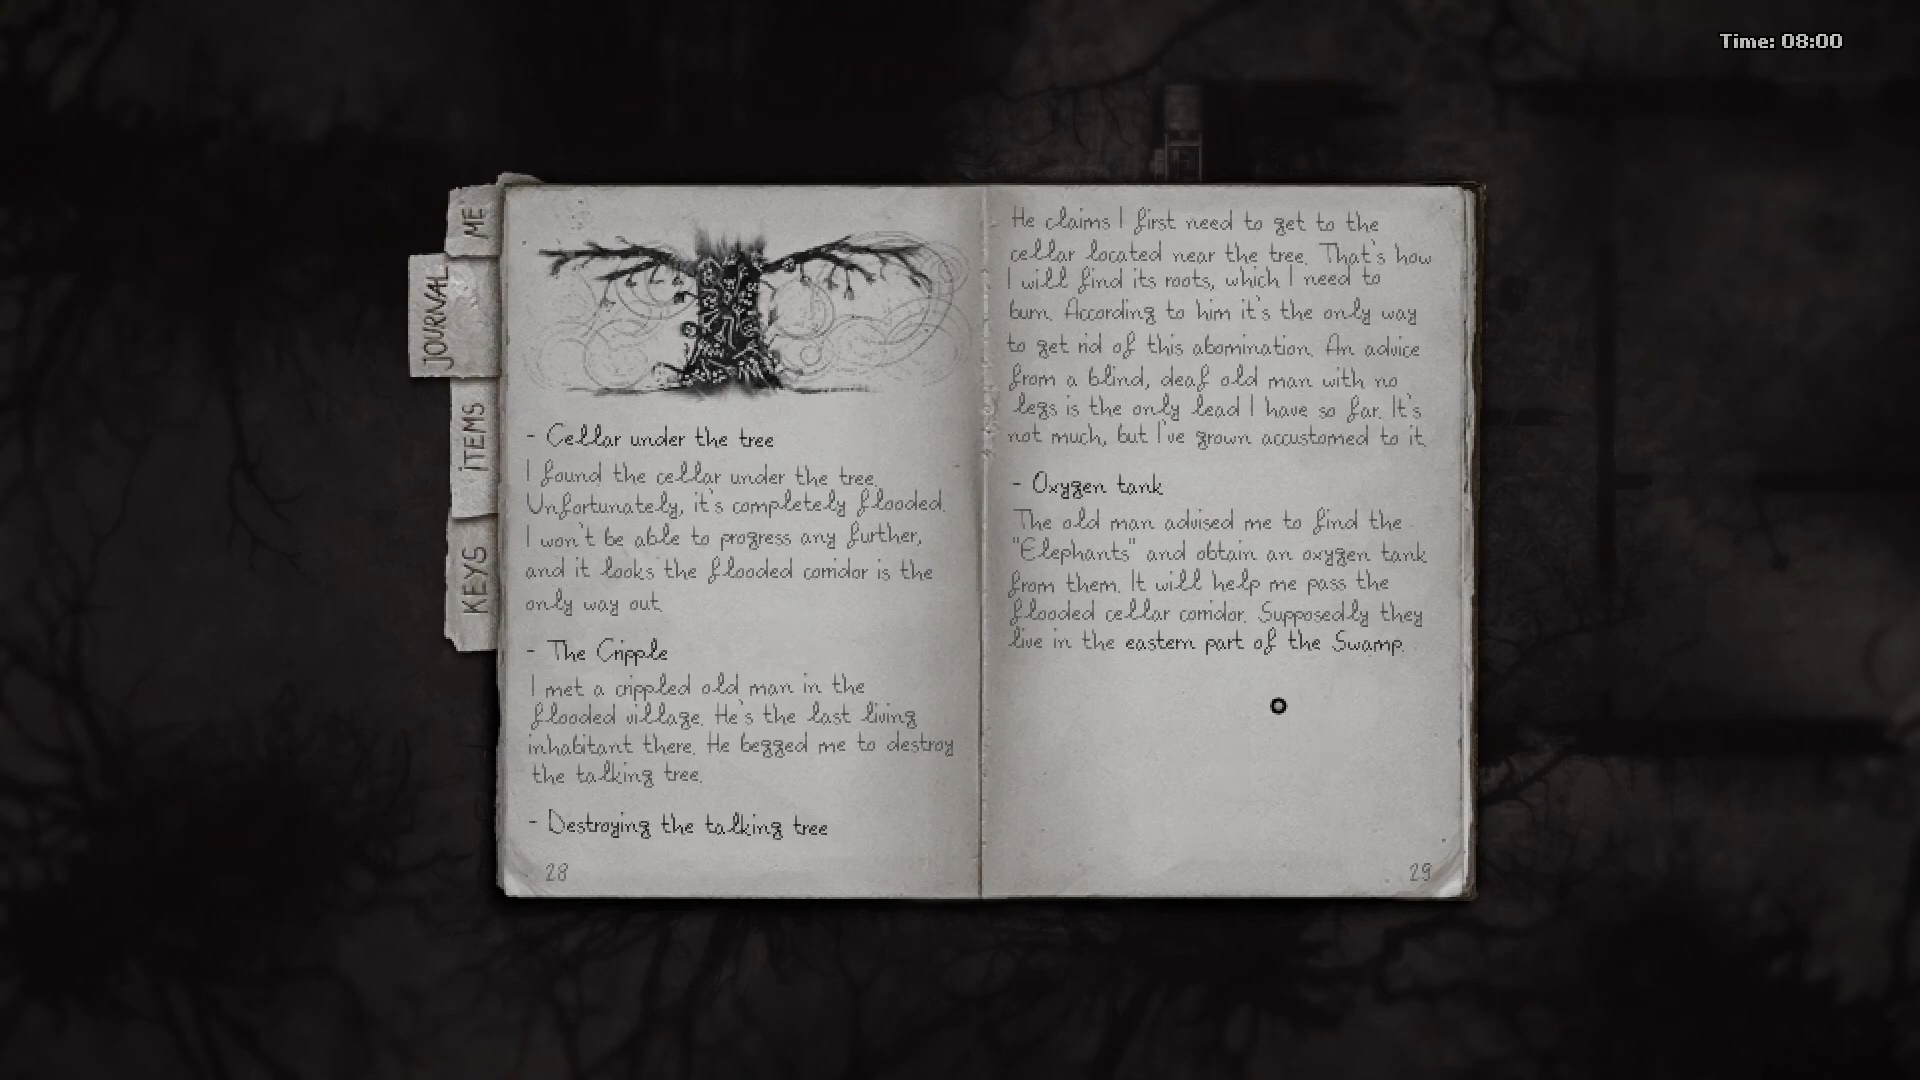 Time: 08:00
ME
JOURNAL
ITEMS
KEYS
- Cellar under the tree
I found the cellar under the tree.
Unfortunately, it's completely flooded.
I won't be able to progress any further,
and it looks the flooded corridor is the
only way out.
- The Cripple
I met a crippled old man in the
flooded village. He's the last living
inhabitant there. He begged me to destroy
the talking tree.
- Destroying the talking tree
28
He claims I first need to get to the
cellar located near the tree. That's how
I will find its roots, which I need to
burn. According to him it's the only way
to get rid of this abomination. An advice
from a blind, deaf old man with no
legs is the only lead I have so far. It's
not much, but I've grown accustomed to it.
- Oxygen tank
The old man advised me to find the
"Elephants" and obtain an oxygen tank
from them. It will help me pass the
flooded cellar corridor. Supposedly they
live in the eastern part of the Swamp.
29